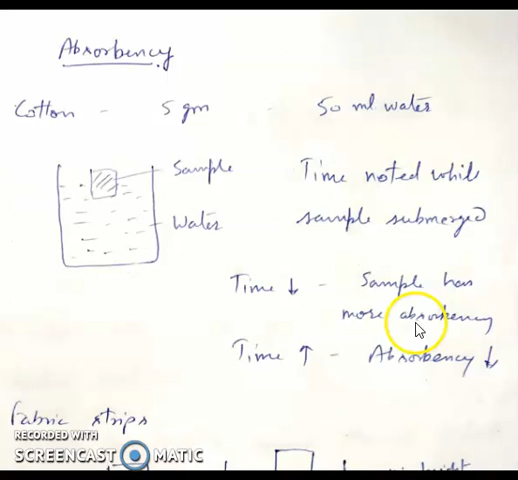 Absorbency
Cotton - 5 gm - 50 ml water
Sample
Time noted whil
Water
sample submerged
Time ↓ - Sample has
more absorbency
Time ↑ - Absorbency ↓
Fabric strips
RECORDED WITH
SCREENCAST MATIC